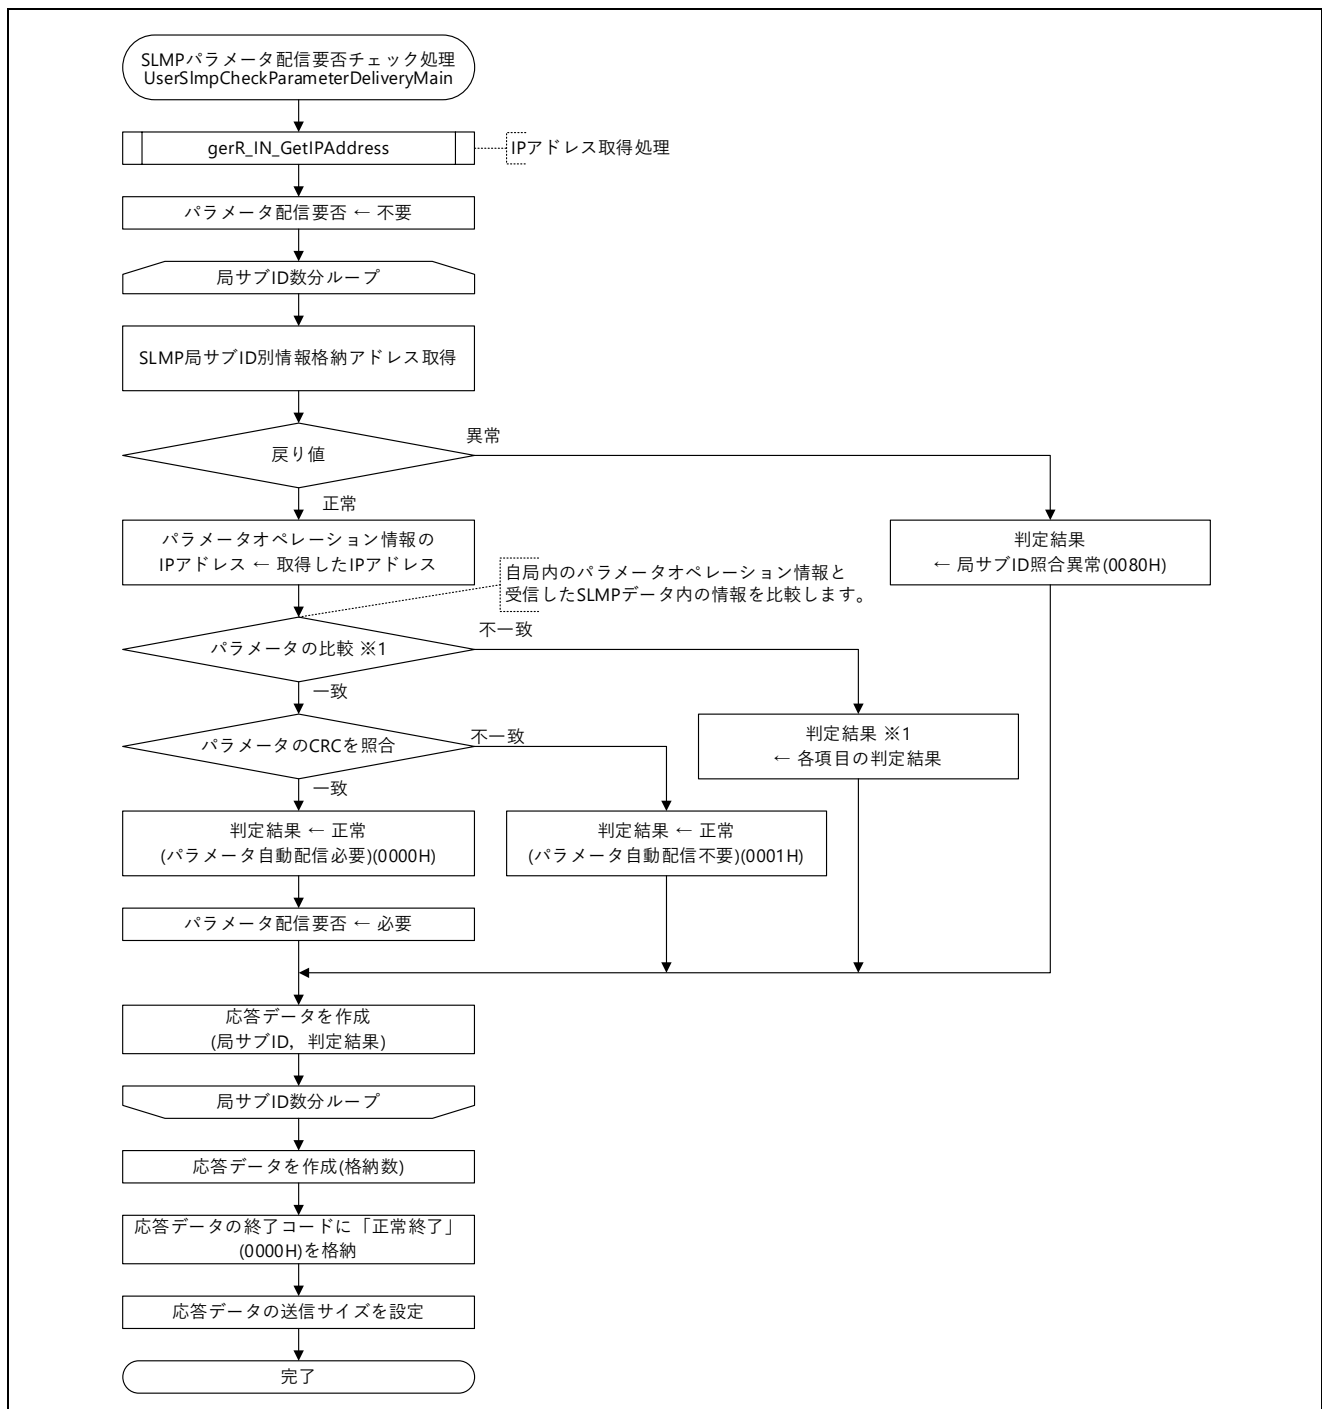 SLMPパラメータ配信要否チェック処理
UserSlmpCheckParameterDeliveryMain
gerR_IN_GetIPAddress
IPアドレス取得処理
パラメータ配信要否 ← 不要
局サブID数分ループ
SLMP局サブID別情報格納アドレス取得
戻り値
異常
正常
パラメータオペレーション情報の
IPアドレス ← 取得したIPアドレス
判定結果
← 局サブID照合異常(0080H)
自局内のパラメータオペレーション情報と
受信したSLMPデータ内の情報を比較します。
パラメータの比較 ※1
不一致
一致
パラメータのCRCを照合
不一致
判定結果 ※1
← 各項目の判定結果
一致
判定結果 ← 正常
(パラメータ自動配信必要)(0000H)
判定結果 ← 正常
(パラメータ自動配信不要)(0001H)
パラメータ配信要否 ← 必要
応答データを作成
(局サブID，判定結果)
局サブID数分ループ
応答データを作成(格納数)
応答データの終了コードに「正常終了」
(0000H)を格納
応答データの送信サイズを設定
完了